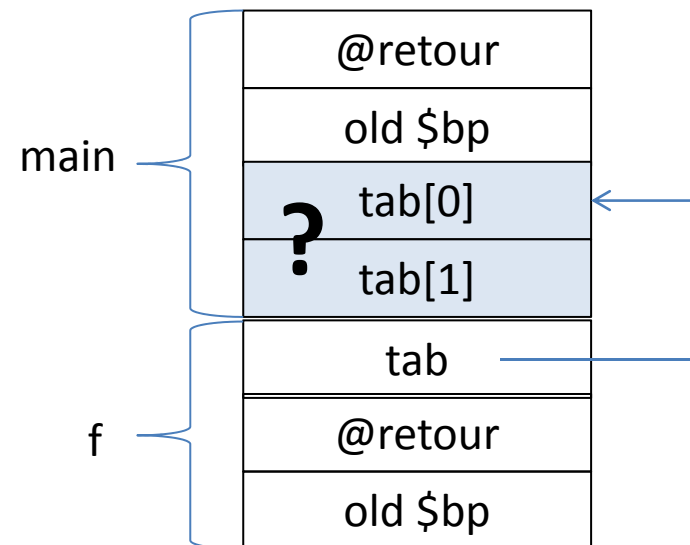 @retour
old $bp
main
tab[0]
?
tab[1]
tab
f
@retour
old $bp